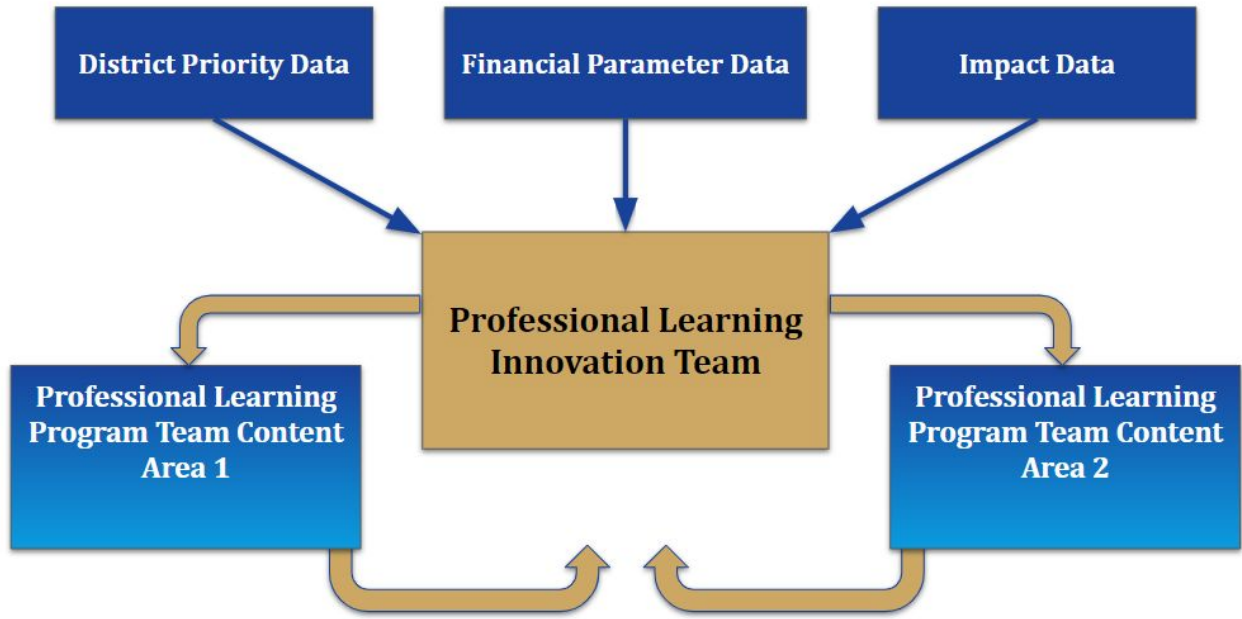 District Priority Data
Financial Parameter Data
Impact Data
Professional Learning
Innovation Team
Professional Learning
Program Team Content
Area 1
Professional Learning
Program Team Content
Area 2